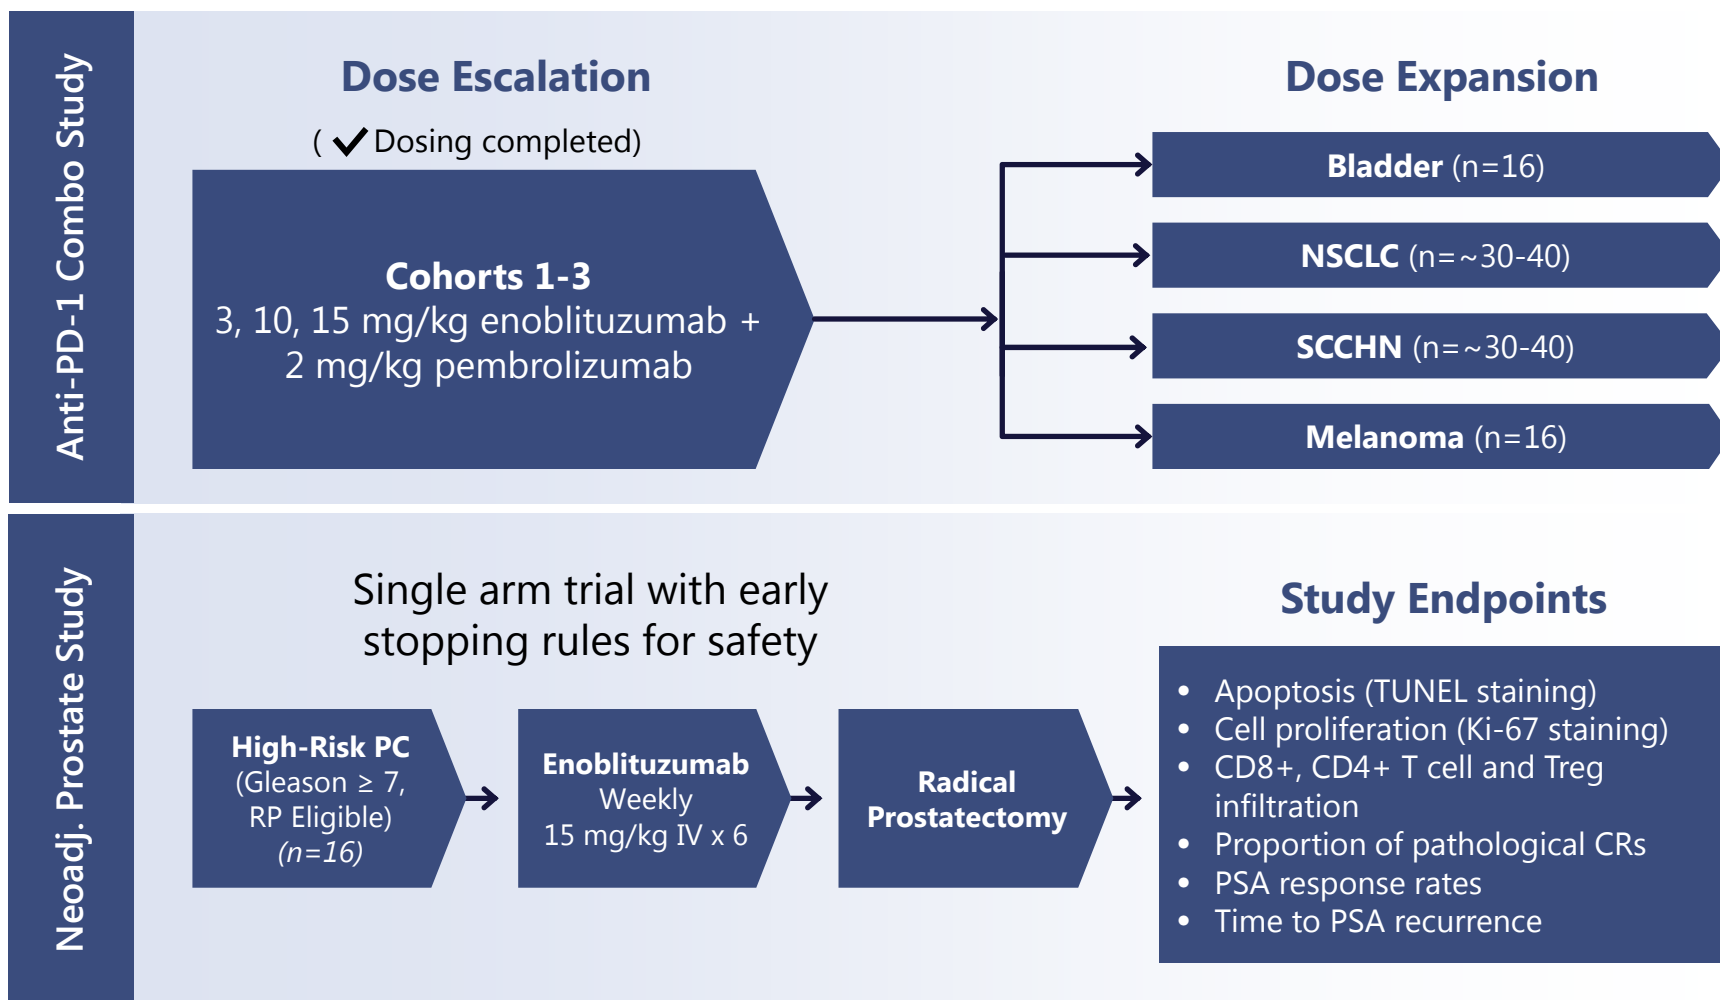 Anti-PD-1 Combo Study
Dose Escalation
( ✔ Dosing completed)
Cohorts 1-3
3, 10, 15 mg/kg enoblituzumab +
2 mg/kg pembrolizumab
Dose Expansion
Bladder (n=16)
NSCLC (n=~30-40)
SCCHN (n=~30-40)
Melanoma (n=16)
Neoadj. Prostate Study
Single arm trial with early
stopping rules for safety
High-Risk PC
(Gleason ≥ 7,
RP Eligible)
(n=16)
Enoblituzumab
Weekly
15 mg/kg IV x 6
Radical
Prostatectomy
Study Endpoints
• Apoptosis (TUNEL staining)
• Cell proliferation (Ki-67 staining)
• CD8+, CD4+ T cell and Treg
infiltration
• Proportion of pathological CRs
• PSA response rates
• Time to PSA recurrence